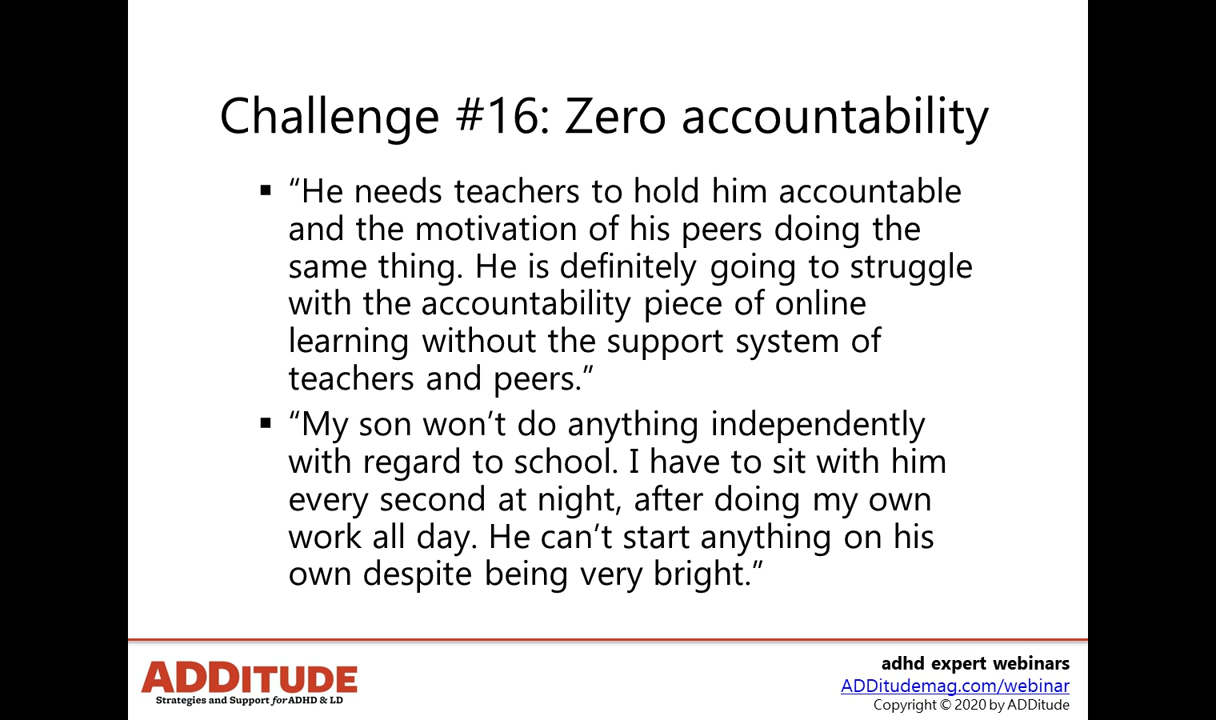 Challenge #16: Zero accountability
▪ “He needs teachers to hold him accountable
and the motivation of his peers doing the
same thing. He is definitely going to struggle
with the accountability piece of online
learning without the support system of
teachers and peers.”
▪ “My son won’t do anything independently
with regard to school. I have to sit with him
every second at night, after doing my own
work all day. He can’t start anything on his
own despite being very bright.”
ADDITUDE
Strategies and Support for ADHD & LD
adhd expert webinars
ADDitudemag.com/webinar
Copyright © 2020 by ADDitude